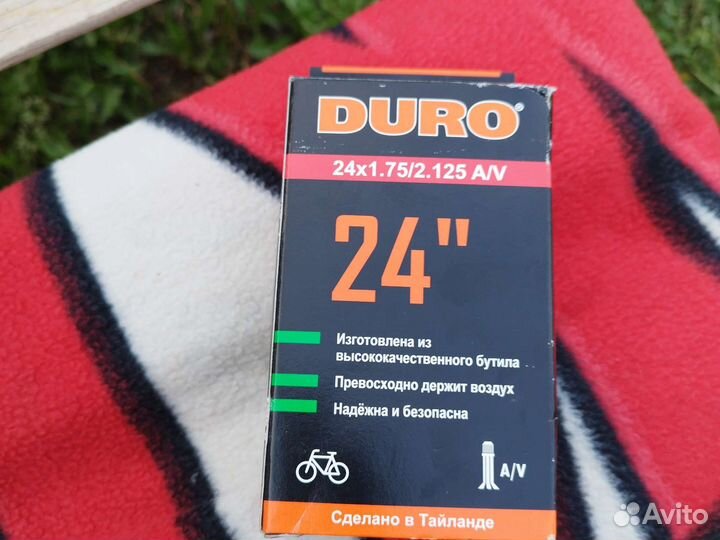 DURO®
24x1.75/2.125 A/V
24"
Изготовлена из
высококачественного бутила
Превосходно держит воздух
Надёжна и безопасна
A/V
Сделано в Тайланде
Avito